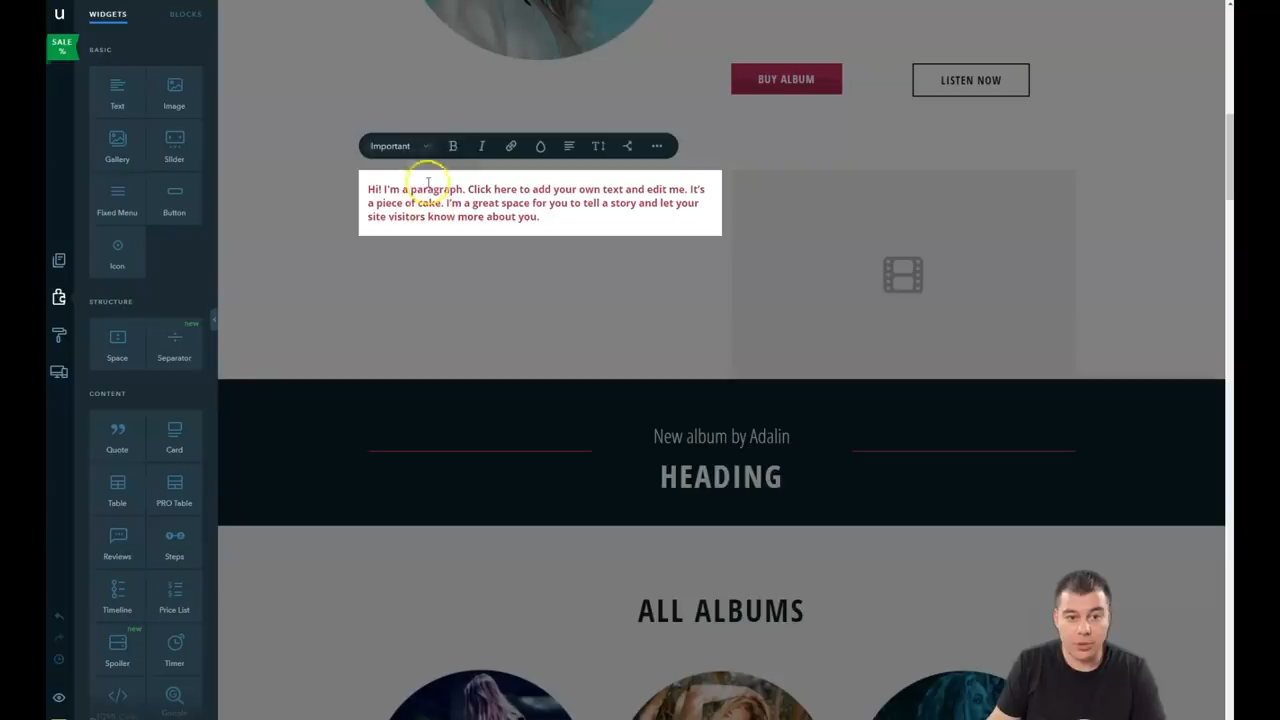 u
WIDGETS
BLOCKS
SALE
%
BASIC
Text
Image
Gallery
Slider
Fixed Menu
Button
Icon
STRUCTURE
new
Space
Separator
CONTENT
Quote
Card
Table
PRO Table
Reviews
Steps
Timeline
Price List
new
Spoiler
Timer
Google
BUY ALBUM
LISTEN NOW
Important
B
I
Hi! I'm a paragraph. Click here to add your own text and edit me. It's
a piece of cake. I'm a great space for you to tell a story and let your
site visitors know more about you.
New album by Adalin
HEADING
ALL ALBUMS